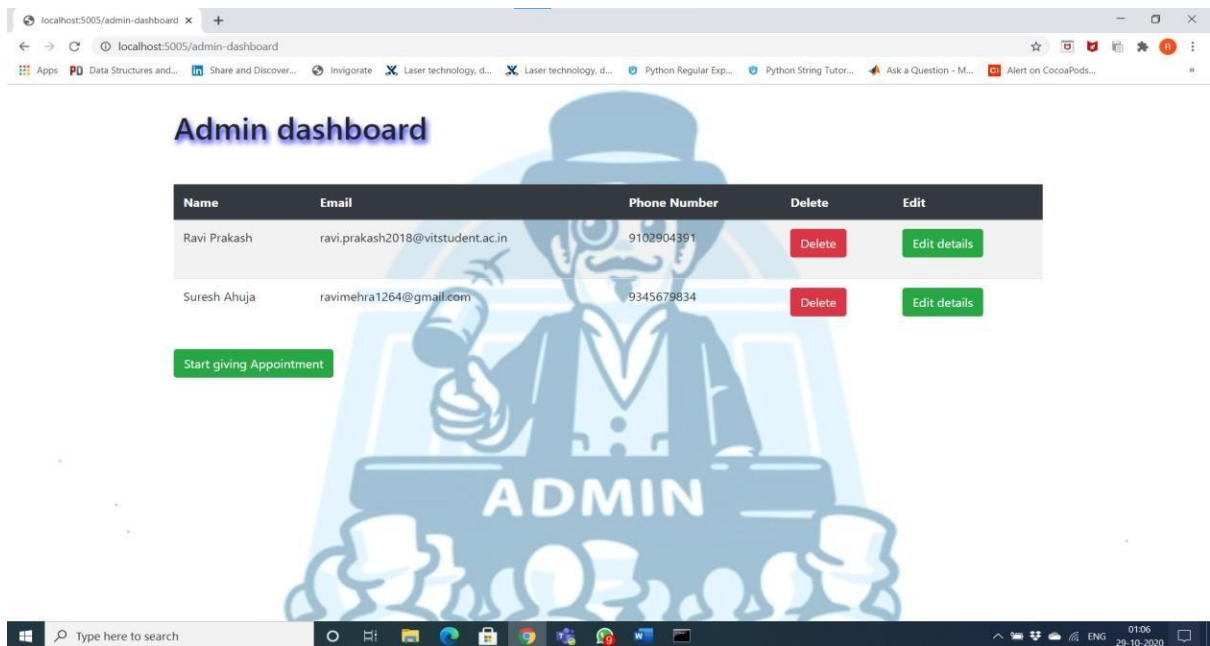 localhost:5005/admin-dashboard
localhost:5005/admin-dashboard
Apps PD Data Structures and... in Share and Discover... Invigorate Laser technology, d... Laser technology, d... Python Regular Exp... Python String Tutor... Ask a Question - M... Alert on CocoaPods... »
Admin dashboard
Name Email Phone Number Delete Edit
Ravi Prakash ravi.prakash2018@vitstudent.ac.in 9102904391 Delete Edit details
Suresh Ahuja ravimehra1264@gmail.com 9345679834 Delete Edit details
Start giving Appointment
ADMIN
Type here to search
ENG
01:06
29-10-2020